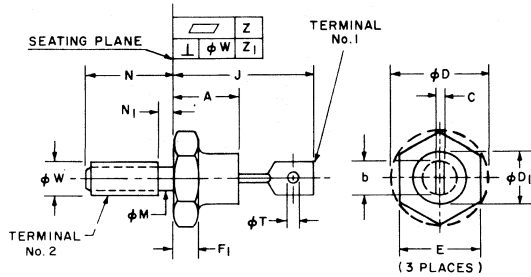 Z
⊥ φW Z1
TERMINAL
No.1
SEATING PLANE
N
J
φD
A
C
N1
φW
b
φD1
φM
φT
TERMINAL
No. 2
F1
E
(3 PLACES)